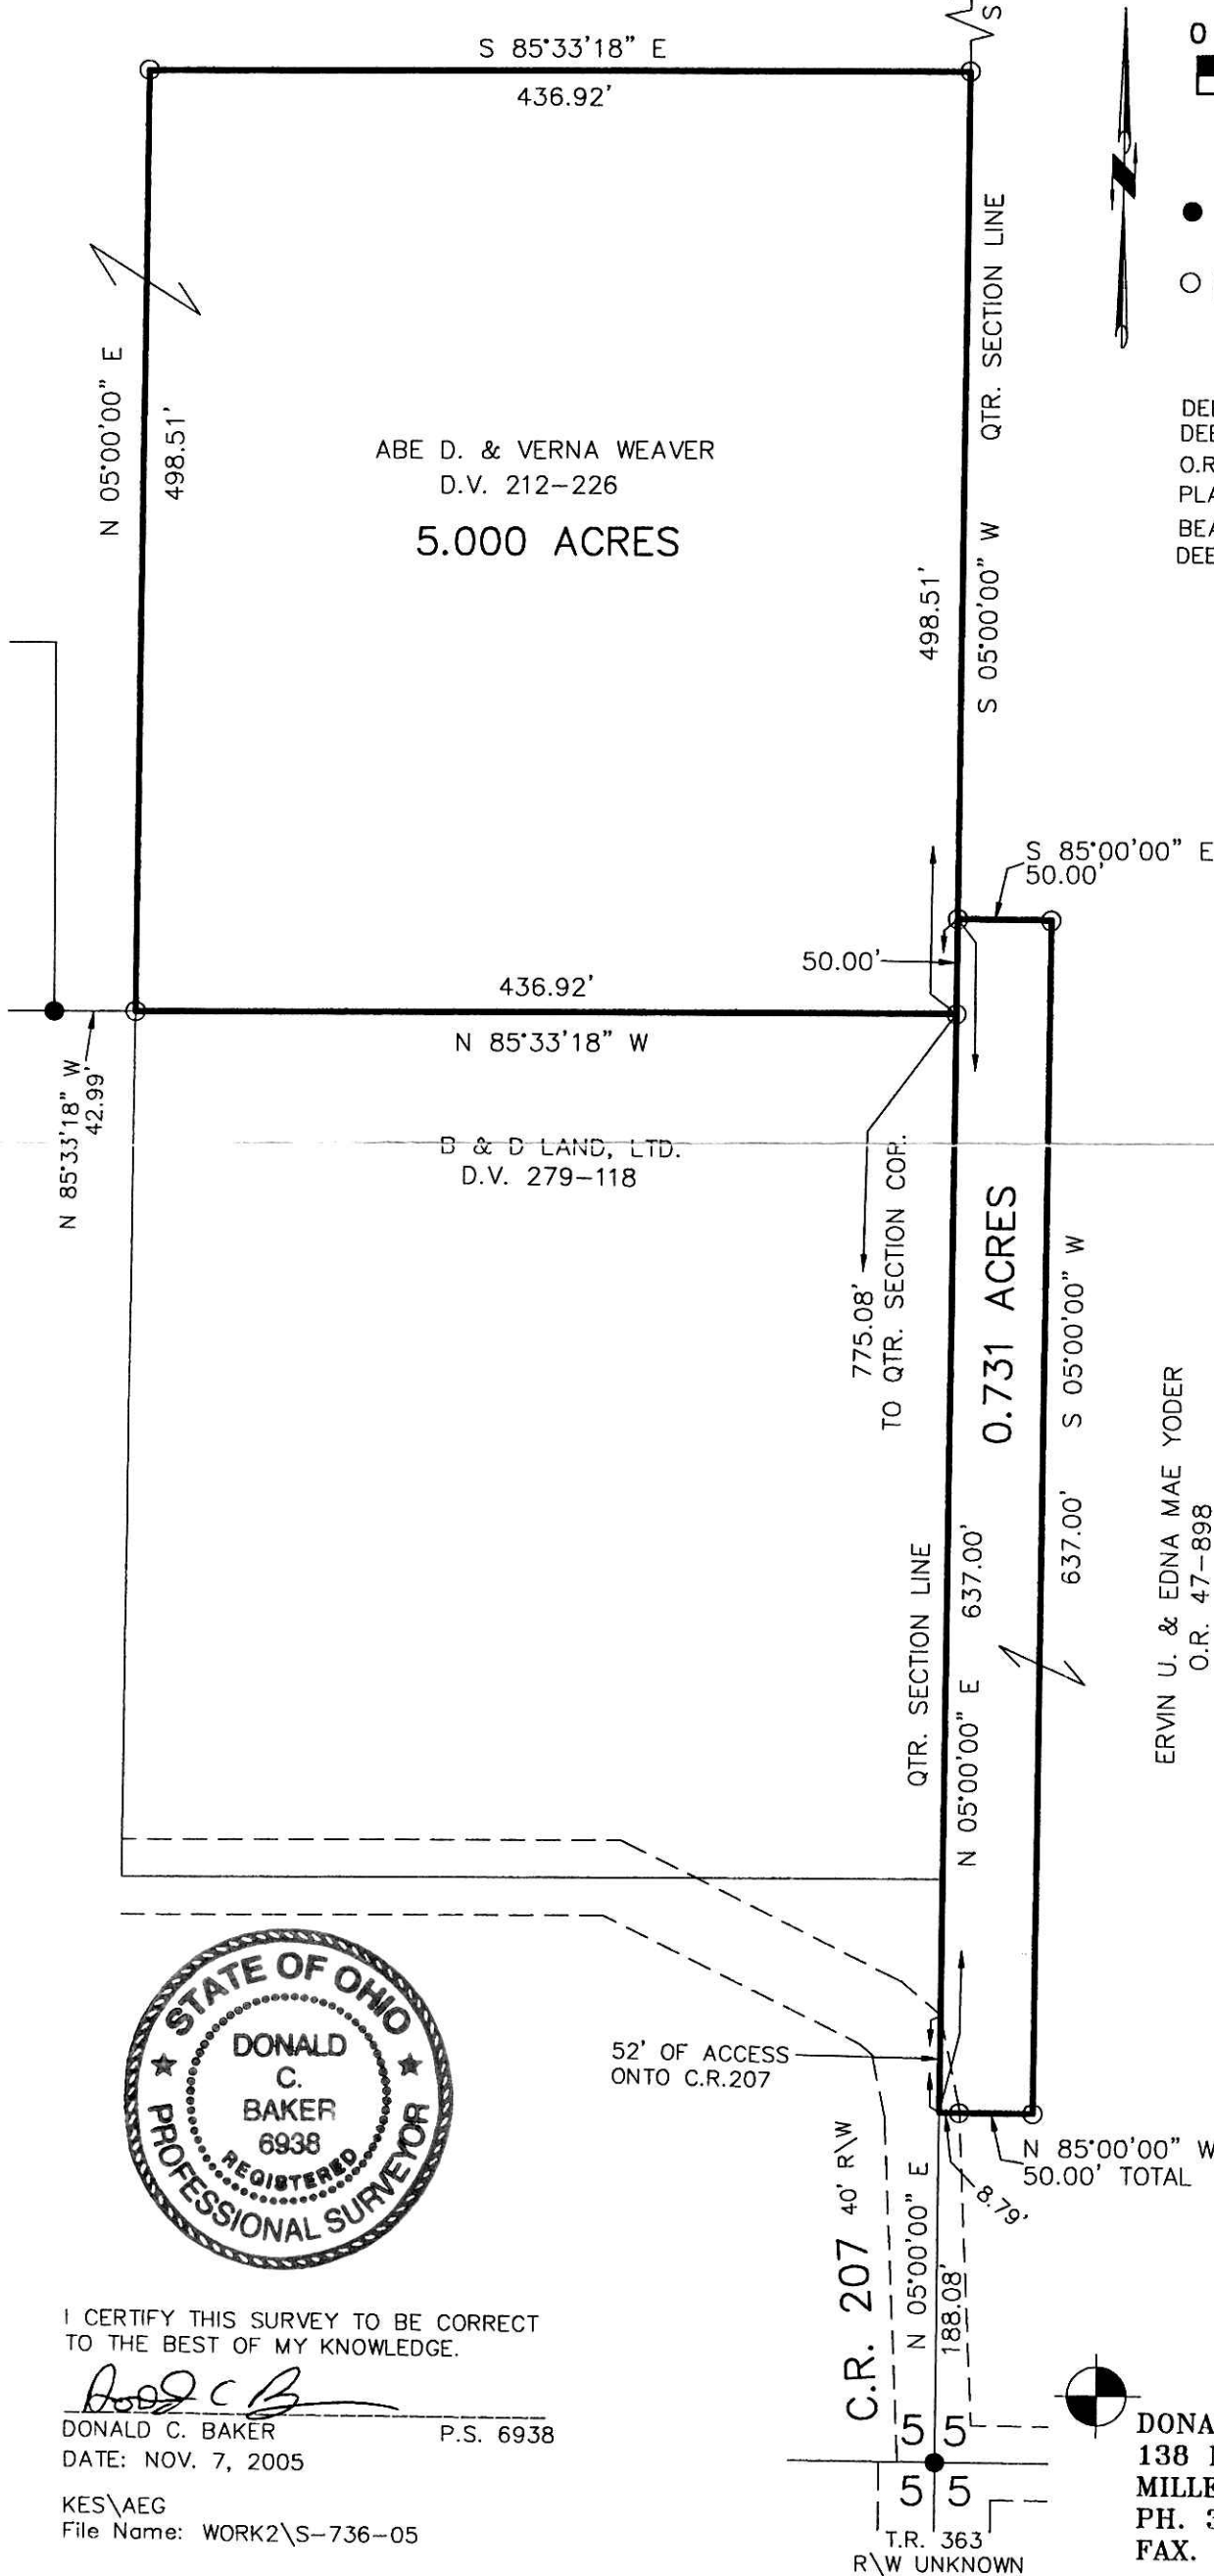 S
0
S 85°33'18" E
436.92'
N 05°00'00" E
498.51'
QTR. SECTION LINE
S 05°00'00" W
498.51'
ABE D. & VERNA WEAVER
D.V. 212-226
5.000 ACRES
O.R
S 85°00'00" E
50.00'
50.00'
436.92'
N 85°33'18" W
N 85°33'18" W
42.99'
B & D LAND, LTD.
D.V. 279-118
775.08'
TO QTR. SECTION COR.
0.731 ACRES
S 05°00'00" W
637.00'
QTR. SECTION LINE
N 05°00'00" E 637.00'
ERVIN U. & EDNA MAE YODER
O.R. 47-898
52' OF ACCESS
ONTO C.R.207
N 85°00'00" W
50.00' TOTAL
8.79'
C.R. 207 40' R\W
N 05°00'00" E
188.08'
STATE OF OHIO
DONALD
C.
BAKER
6938
REGISTERED
PROFESSIONAL SURVEYOR
I CERTIFY THIS SURVEY TO BE CORRECT
TO THE BEST OF MY KNOWLEDGE.
DONALD C. BAKER P.S. 6938
DATE: NOV. 7, 2005
KES\AEG
File Name: WORK2\S-736-05
5 5
5 5
T.R. 363
R\W UNKNOWN
138
PH. 3
FAX.